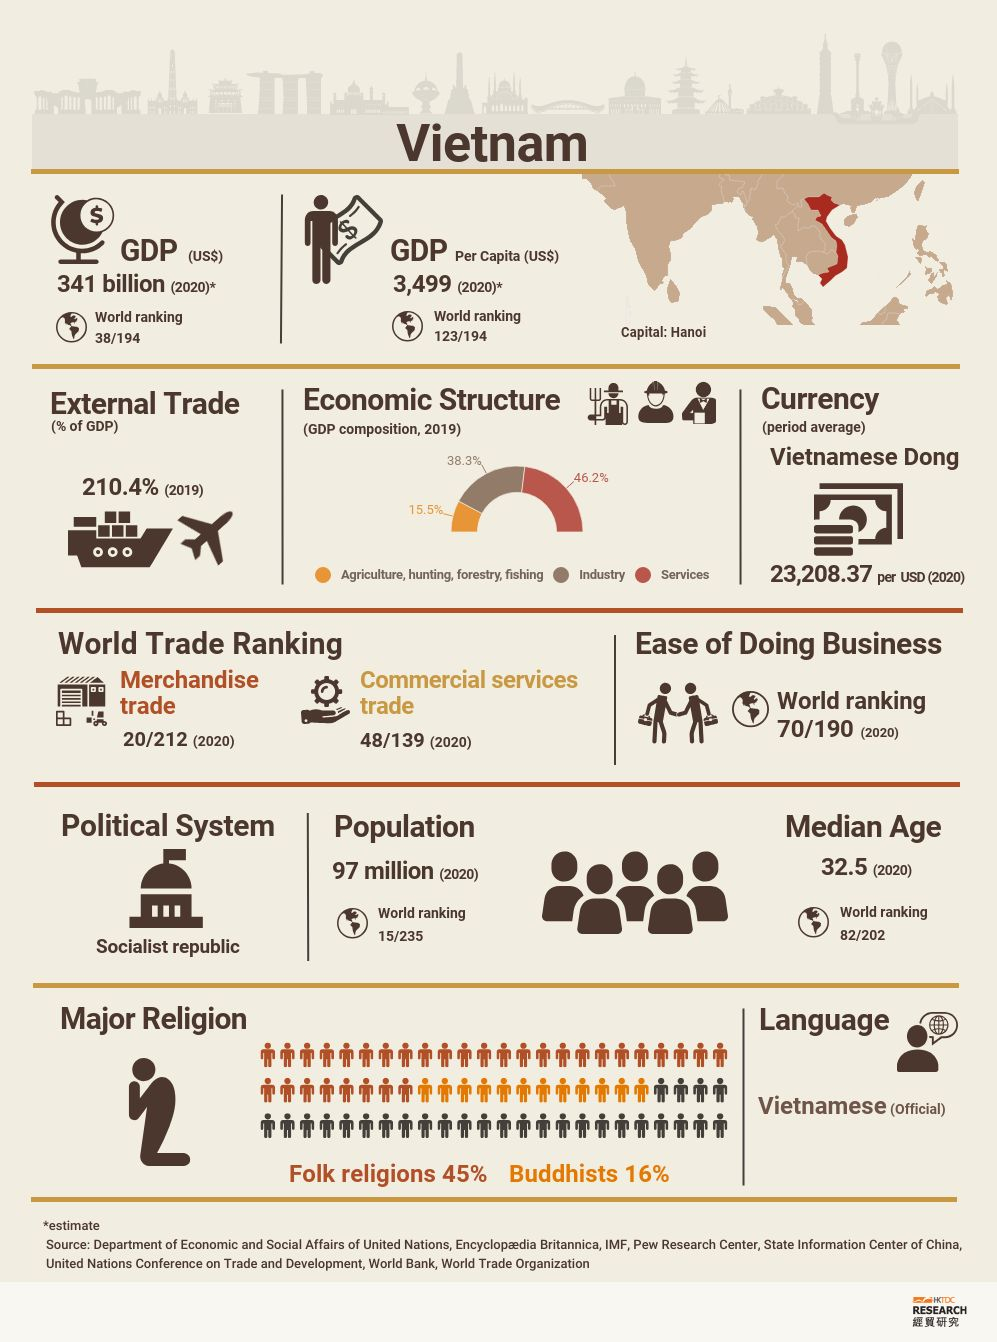 Vietnam
$
GDP (US$)
341 billion (2020)*
World ranking
38/194
$
GDP Per Capita (US$)
3,499 (2020)*
World ranking
123/194
Capital: Hanoi
External Trade
(% of GDP)
210.4% (2019)
Economic Structure
(GDP composition, 2019)
38.3%
46.2%
15.5%
Agriculture, hunting, forestry, fishing
Industry
Services
Currency
(period average)
Vietnamese Dong
23,208.37 per USD (2020)
World Trade Ranking
Merchandise
trade
20/212 (2020)
Commercial services
trade
48/139 (2020)
Ease of Doing Business
World ranking
70/190 (2020)
Political System
Socialist republic
Population
97 million (2020)
World ranking
15/235
Median Age
32.5 (2020)
World ranking
82/202
Major Religion
Folk religions 45% Buddhists 16%
Language
Vietnamese (Official)
*estimate
Source: Department of Economic and Social Affairs of United Nations, Encyclopædia Britannica, IMF, Pew Research Center, State Information Center of China,
United Nations Conference on Trade and Development, World Bank, World Trade Organization
HKTDC
RESEARCH
經貿研究